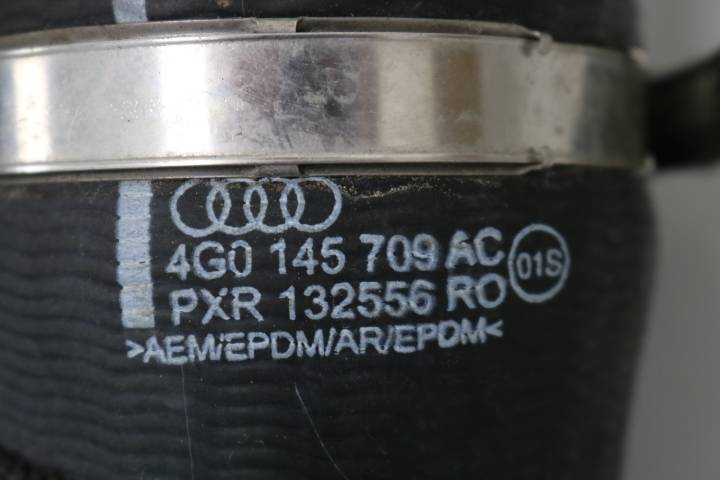 4G0 145 709 AC 01S
PXR 132556 RO
>AEM/EPDM/AR/EPDM<